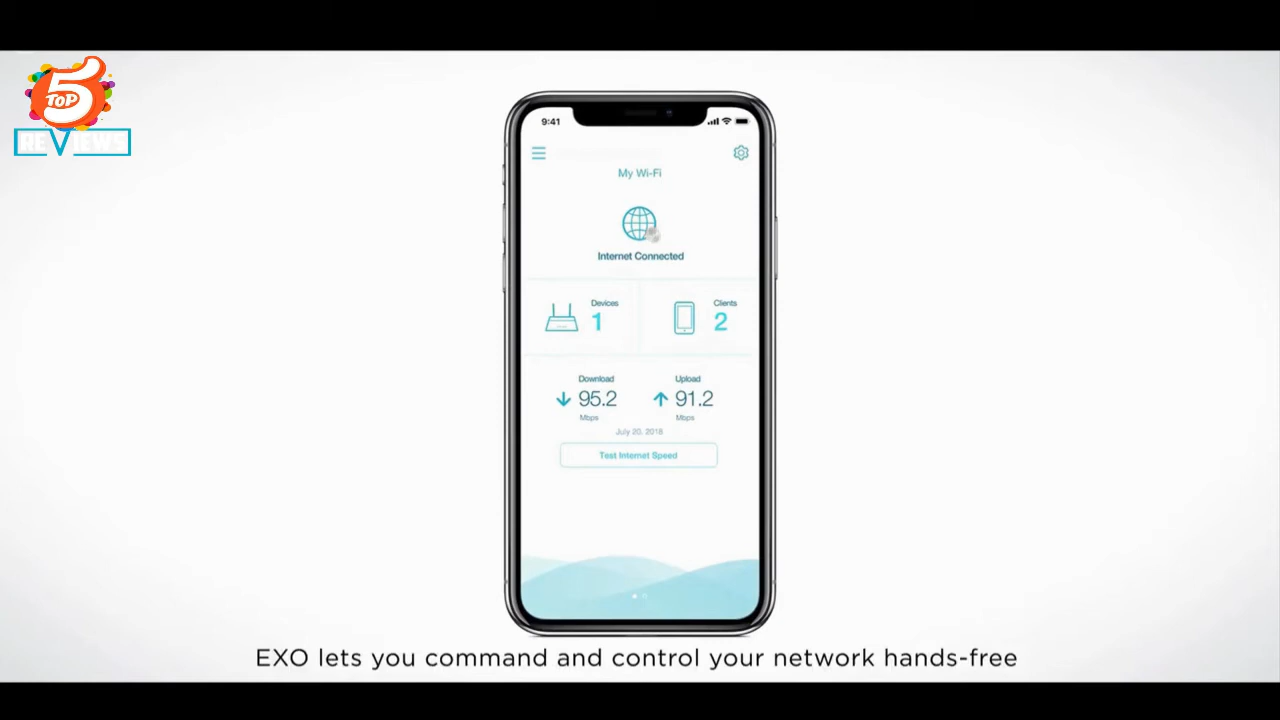 5
TOP
REVIEWS
9:41
My Wi-Fi
Internet Connected
Devices
1
Clients
2
Download
95.2
Mbps
Upload
91.2
Mbps
July 20, 2018
Test Internet Speed
EXO lets you command and control your network hands-free